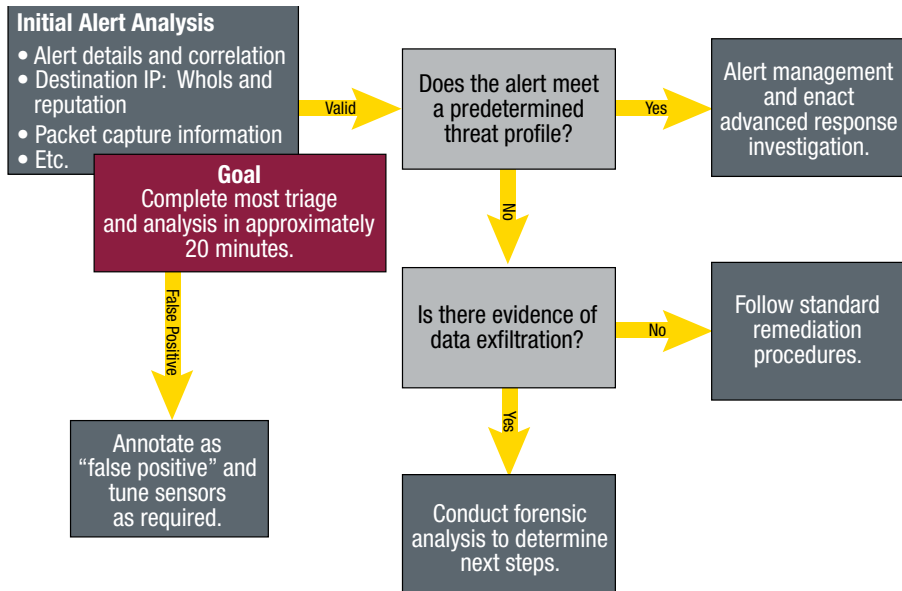 Initial Alert Analysis
• Alert details and correlation
• Destination IP: WhoIs and
reputation
• Packet capture information
• Etc.
Goal
Complete most triage
and analysis in approximately
20 minutes.
Valid
Does the alert meet
a predetermined
threat profile?
Yes
Alert management
and enact
advanced response
investigation.
No
False Positive
Is there evidence of
data exfiltration?
No
Follow standard
remediation
procedures.
Yes
Annotate as
“false positive” and
tune sensors
as required.
Conduct forensic
analysis to determine
next steps.